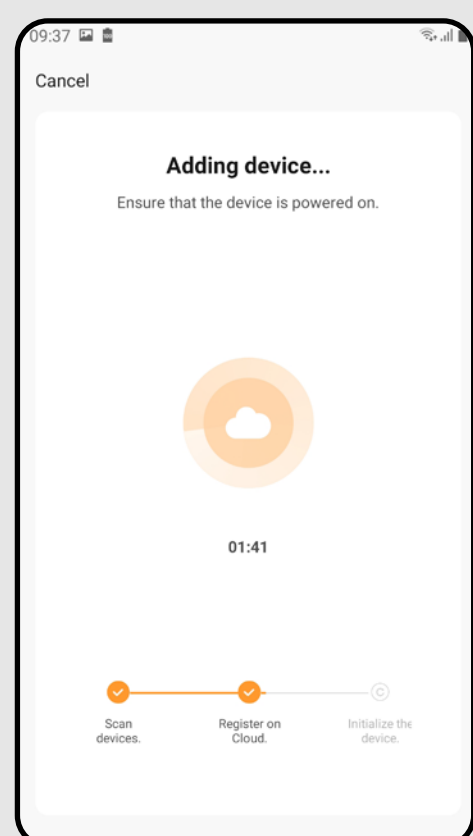 09:37
Cancel
Adding device...
Ensure that the device is powered on.
01:41
Scan
devices.
Register on
Cloud.
Initialize the
device.